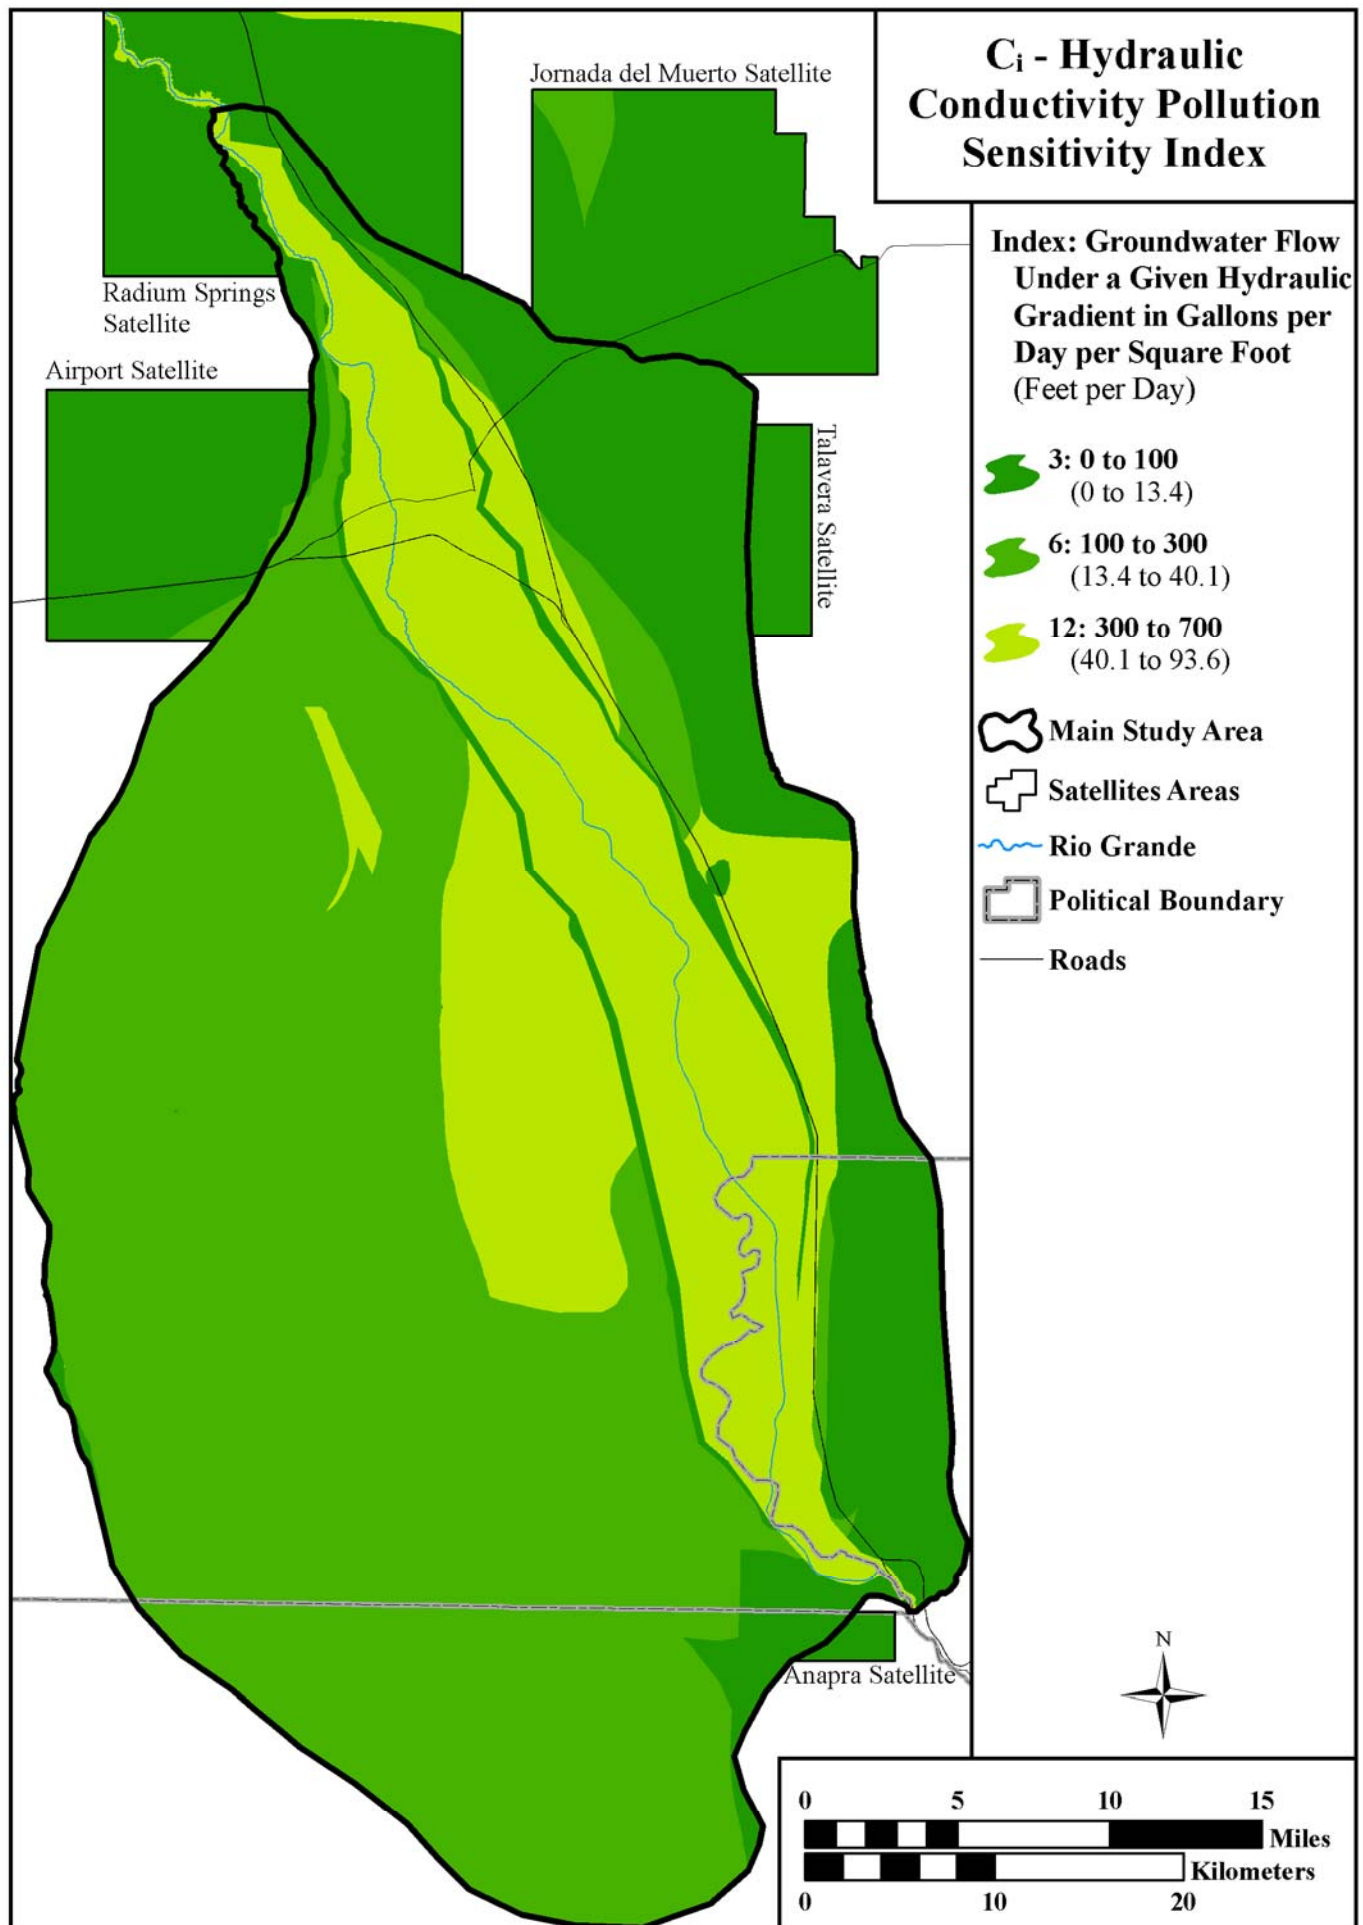 Cᵢ - Hydraulic
Conductivity Pollution
Sensitivity Index
Jornada del Muerto Satellite
Radium Springs
Satellite
Airport Satellite
Talavera Satellite
Anapra Satellite
Index: Groundwater Flow
Under a Given Hydraulic
Gradient in Gallons per
Day per Square Foot
(Feet per Day)
3: 0 to 100
(0 to 13.4)
6: 100 to 300
(13.4 to 40.1)
12: 300 to 700
(40.1 to 93.6)
Main Study Area
Satellites Areas
Rio Grande
Political Boundary
Roads
N
0 5 10 15
Miles
Kilometers
0 10 20